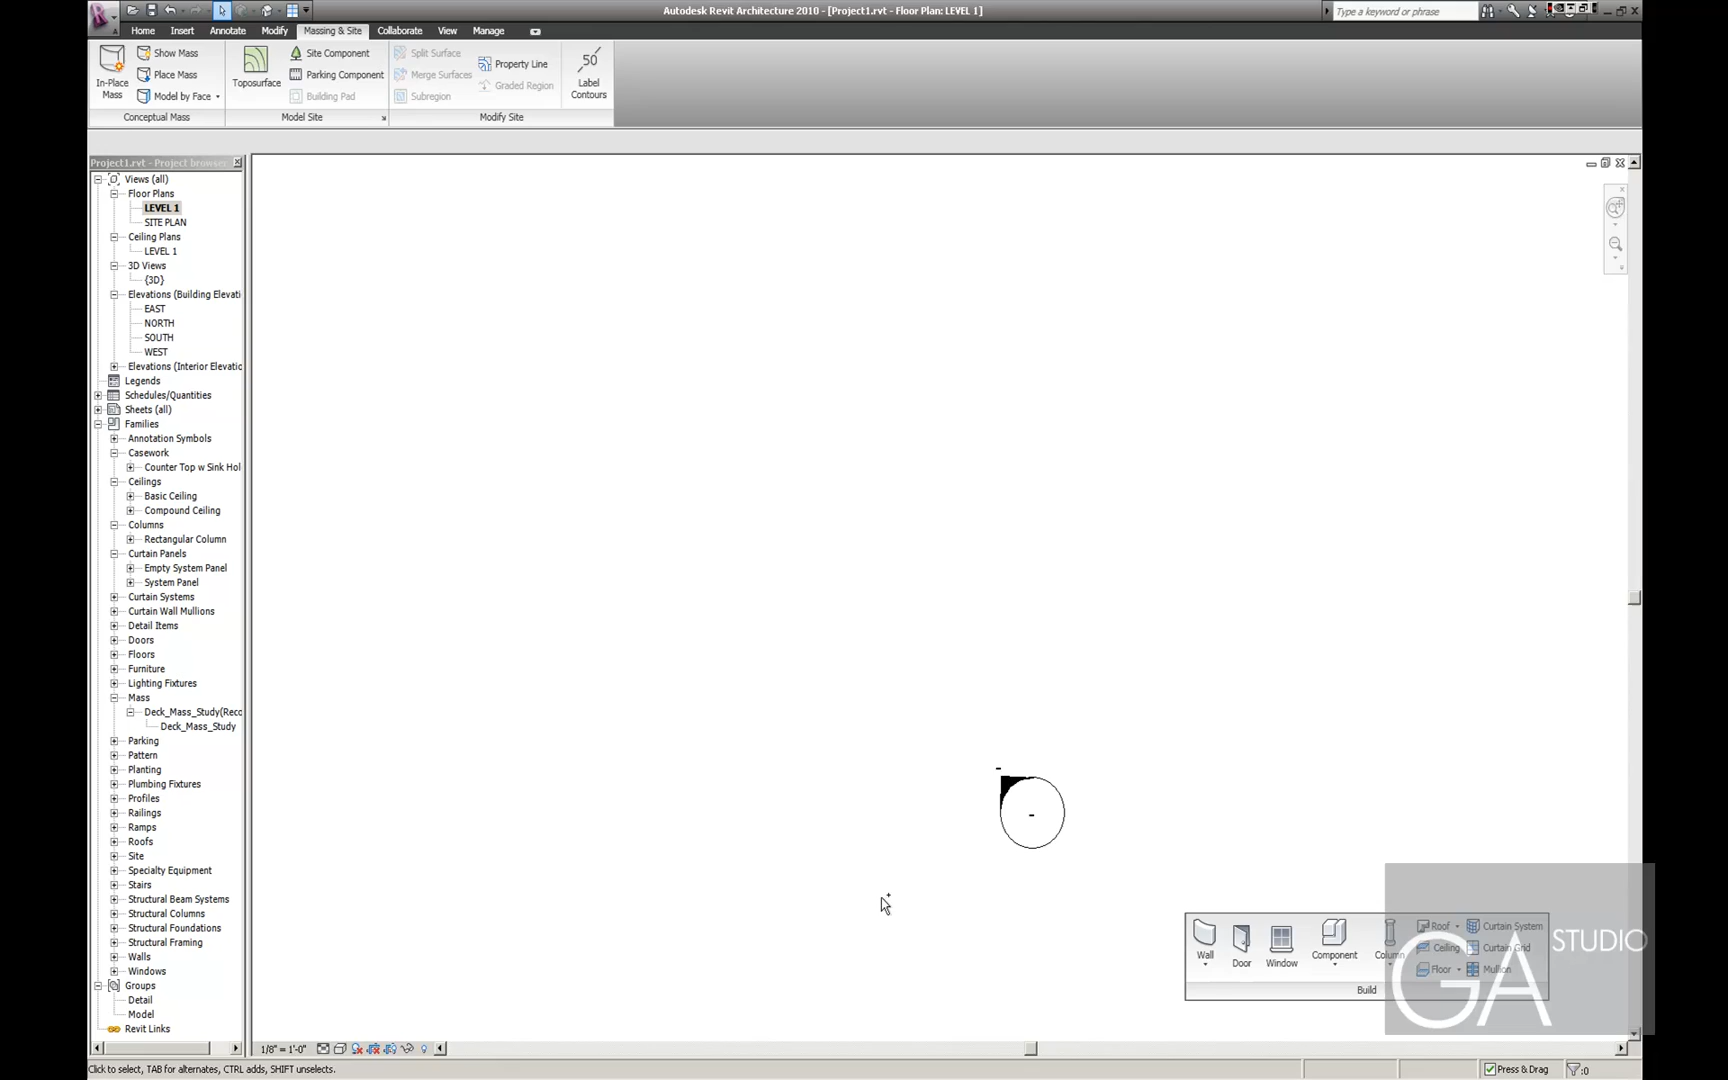 Autodesk Revit Architecture 2010 - [Project1.rvt - Floor Plan: LEVEL 1]
Type a keyword or phrase
Home Insert Annotate Modify Massing & Site Collaborate View Manage
In-Place Mass
Show Mass
Place Mass
Model by Face
Conceptual Mass
Toposurface
Site Component
Parking Component
Building Pad
Model Site
Split Surface
Merge Surfaces
Subregion
Property Line
Graded Region
Modify Site
50
Label Contours
Project1.rvt - Project browse
Views (all)
Floor Plans
LEVEL 1
SITE PLAN
Ceiling Plans
LEVEL 1
3D Views
{3D}
Elevations (Building Elevati
EAST
NORTH
SOUTH
WEST
Elevations (Interior Elevatio
Legends
Schedules/Quantities
Sheets (all)
Families
Annotation Symbols
Casework
Counter Top w Sink Hol
Ceilings
Basic Ceiling
Compound Ceiling
Columns
Rectangular Column
Curtain Panels
Empty System Panel
System Panel
Curtain Systems
Curtain Wall Mullions
Detail Items
Doors
Floors
Furniture
Lighting Fixtures
Mass
Deck_Mass_Study(Reco
Deck_Mass_Study
Parking
Pattern
Planting
Plumbing Fixtures
Profiles
Railings
Ramps
Roofs
Site
Specialty Equipment
Stairs
Structural Beam Systems
Structural Columns
Structural Foundations
Structural Framing
Walls
Windows
Groups
Detail
Model
Revit Links
Wall
Door
Window
Component
Column
Roof
Ceiling
Floor
Curtain System
Curtain Grid
Mullion
Build
GA STUDIO
1/8" = 1'-0"
Click to select, TAB for alternates, CTRL adds, SHIFT unselects.
Press & Drag
:0